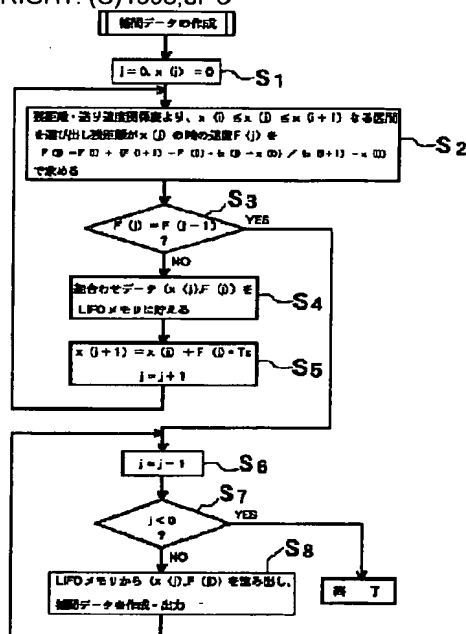 RIGHT: (C)1998,JPO
補間データの作成
j=0, x (j) =0
S1
残距離・送り速度関係表より、x (i) ≤x (j) ≤x (i+1) なる区間
を選び出し残距離がx (j) の時の速度F (j) を
F (j) =F (i) + (F (i+1) -F (i)) * (x (j) -x (i)) / (x (i+1) -x (i))
で求める
S2
S3
F (j) =F (j-1)
?
YES
NO
組合わせデータ (x (j),F (j)) を
LIFOメモリに貯える
S4
x (j+1) =x (j) +F (j)*Ts
j=j+1
S5
j=j-1
S6
S7
j<0
?
YES
NO
S8
LIFOメモリから (x (j),F (j)) を読み出し、
補間データを作成・出力
終 了